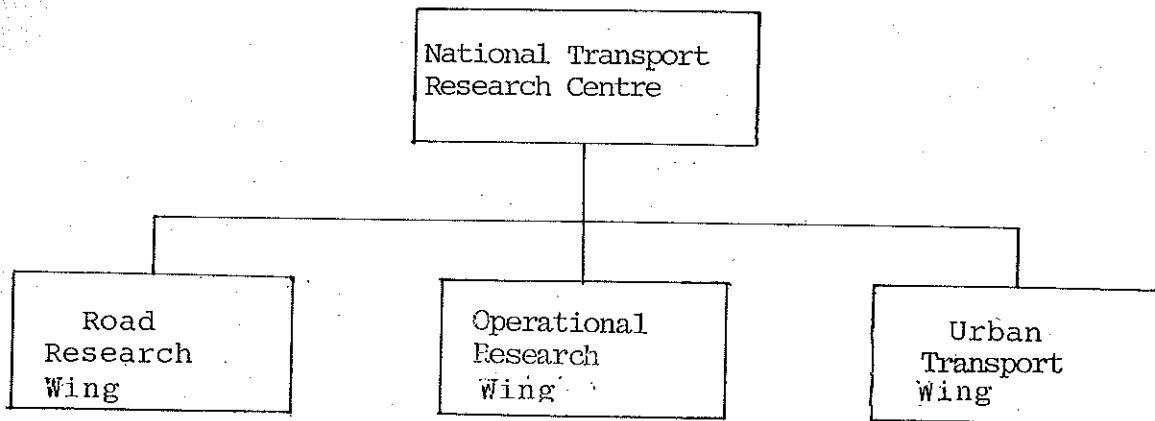 National Transport
Research Centre
Road
Research
Wing
Operational
Research
Wing
Urban
Transport
Wing